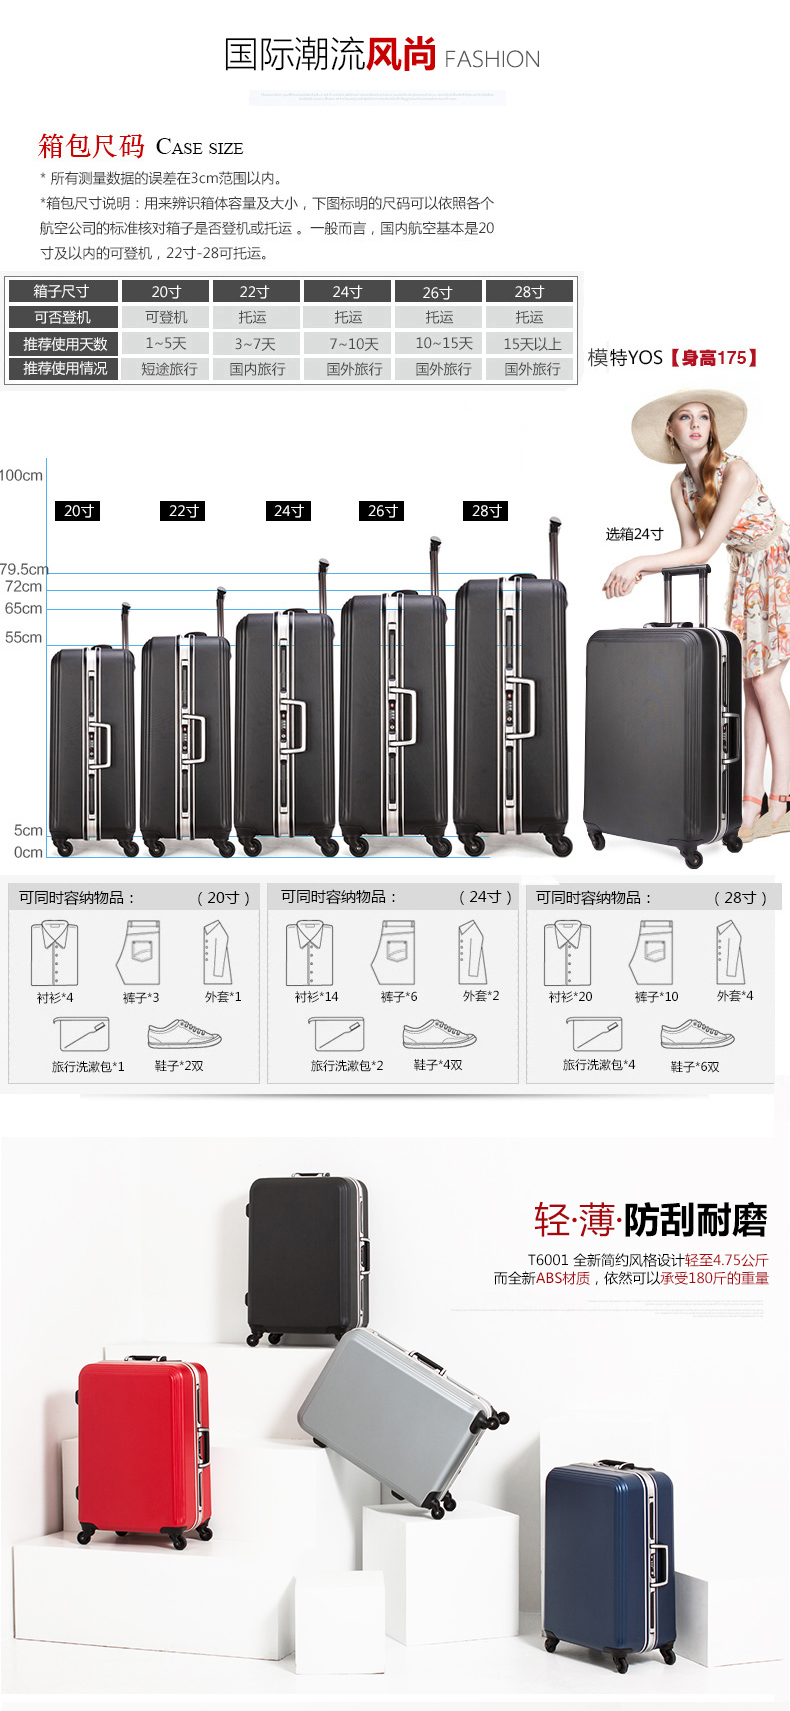 国际潮流风尚 FASHION
箱包尺码 CASE SIZE
* 所有测量数据的误差在3cm范围以内。
*箱包尺寸说明：用来辨识箱体容量及大小，下图标明的尺码可以依照各个
航空公司的标准核对箱子是否登机或托运 。一般而言，国内航空基本是20
寸及以内的可登机，22寸-28可托运。
箱子尺寸 20寸 22寸 24寸 26寸 28寸
可否登机 可登机 托运 托运 托运 托运
推荐使用天数 1~5天 3~7天 7~10天 10~15天 15天以上
推荐使用情况 短途旅行 国内旅行 国外旅行 国外旅行 国外旅行
模特YOS【身高175】
100cm
20寸 22寸 24寸 26寸 28寸
选箱24寸
79.5cm
72cm
65cm
55cm
5cm
0cm
可同时容纳物品： （20寸）
衬衫*4 裤子*3 外套*1
旅行洗漱包*1 鞋子*2双
可同时容纳物品： （24寸）
衬衫*14 裤子*6 外套*2
旅行洗漱包*2 鞋子*4双
可同时容纳物品： （28寸）
衬衫*20 裤子*10 外套*4
旅行洗漱包*4 鞋子*6双
轻·薄·防刮耐磨
T6001 全新简约风格设计轻至4.75公斤
而全新ABS材质，依然可以承受180斤的重量